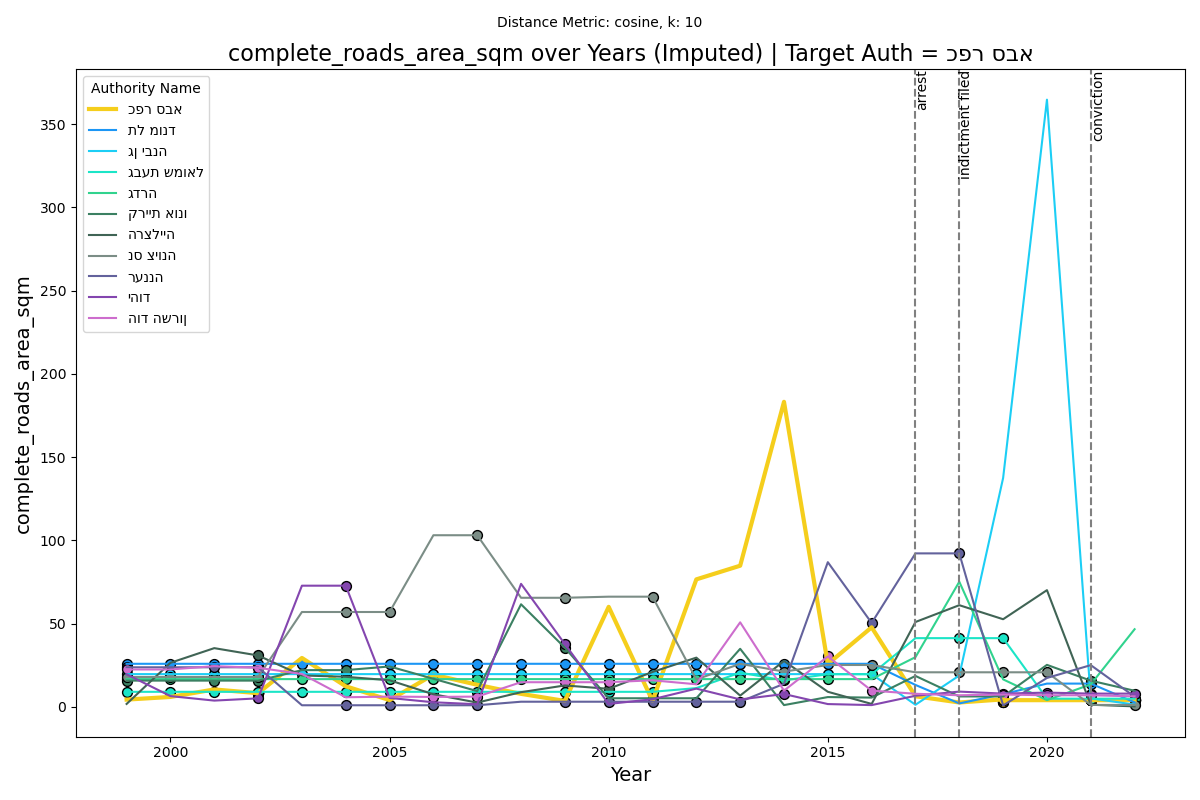 Distance Metric: cosine, k: 10
complete_roads_area_sqm over Years (Imputed) | Target Auth = כפר סבא
Authority Name
כפר סבא
תל מונד
גן יבנה
גבעת שמואל
גדרה
קריית אונו
הרצלייה
נס ציונה
רעננה
יהוד
הוד השרון
arrest
indictment filed
conviction
complete_roads_area_sqm
350
300
250
200
150
100
50
0
2000
2005
2010
2015
2020
Year